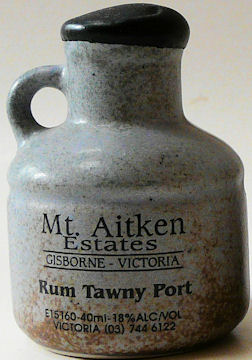 Mt. Aitken
Estates
GISBORNE - VICTORIA
Rum Tawny Port
E15160-40ml-18%ALC/VOL
VICTORIA (03) 744 6122